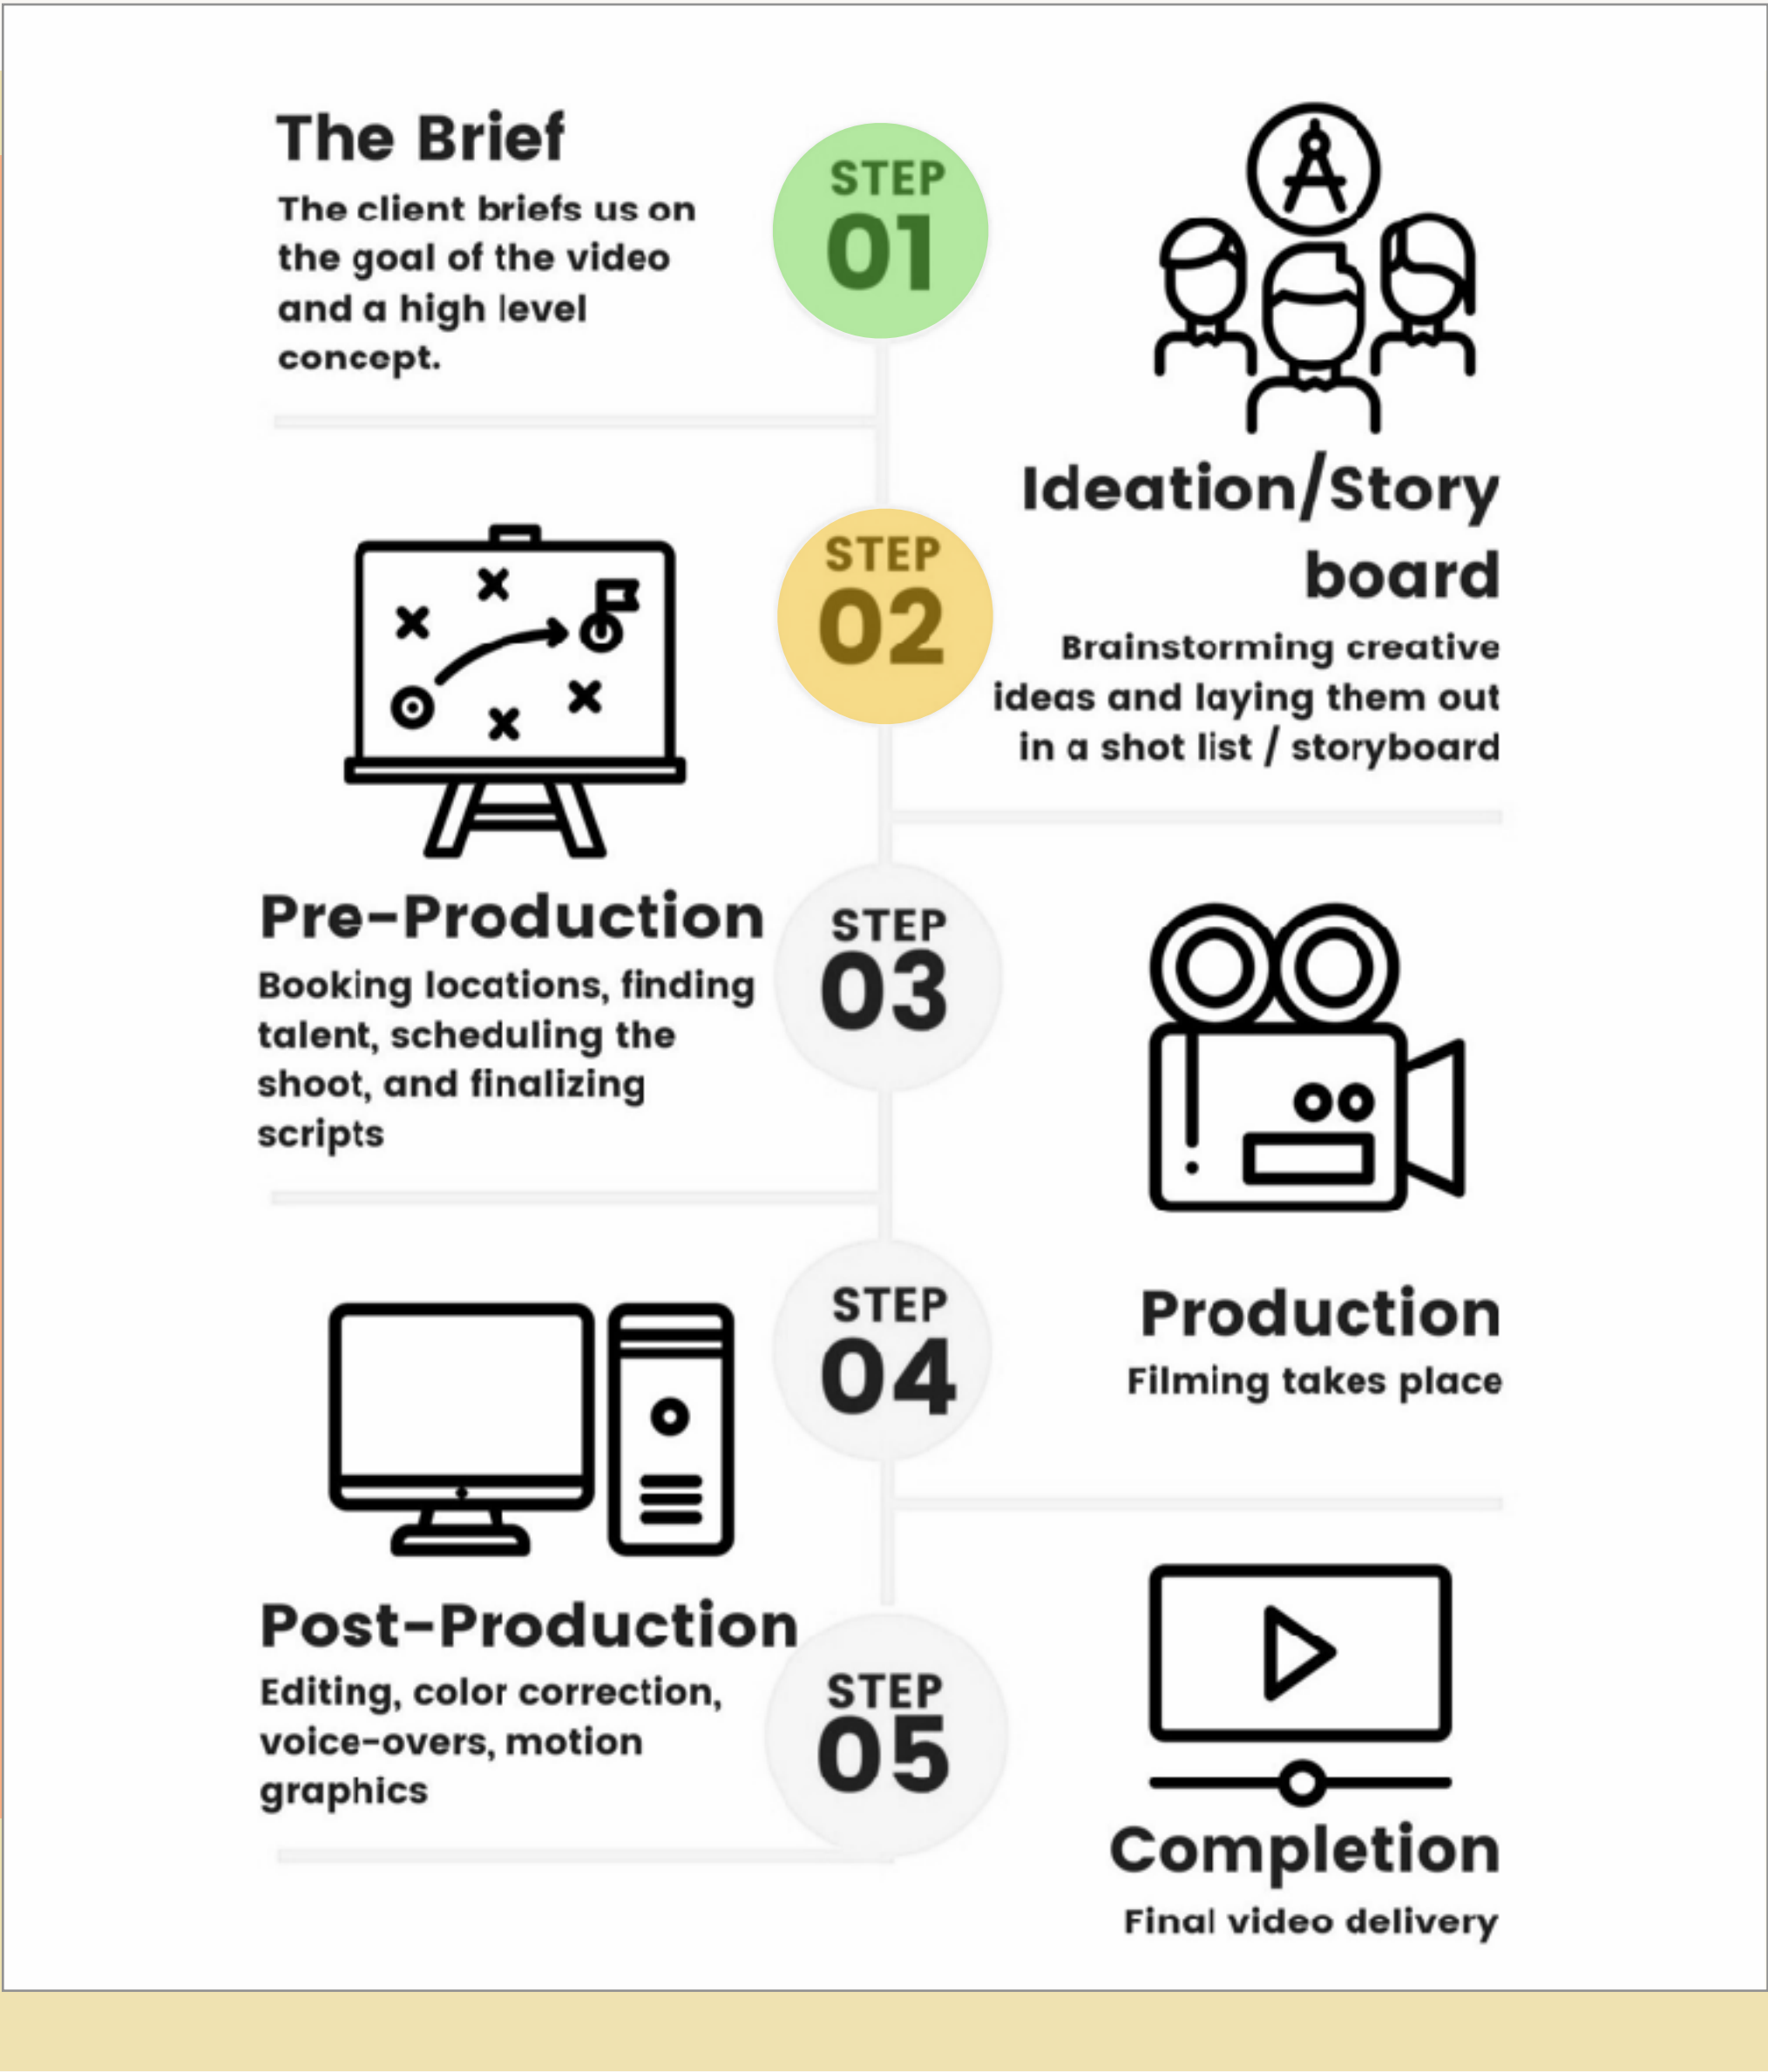 The Brief
The client briefs us on
the goal of the video
and a high level
concept.
STEP
01
Ideation/Story
board
Brainstorming creative
ideas and laying them out
in a shot list / storyboard
STEP
02
Pre-Production
Booking locations, finding
talent, scheduling the
shoot, and finalizing
scripts
STEP
03
Production
Filming takes place
STEP
04
Post-Production
Editing, color correction,
voice-overs, motion
graphics
STEP
05
Completion
Final video delivery